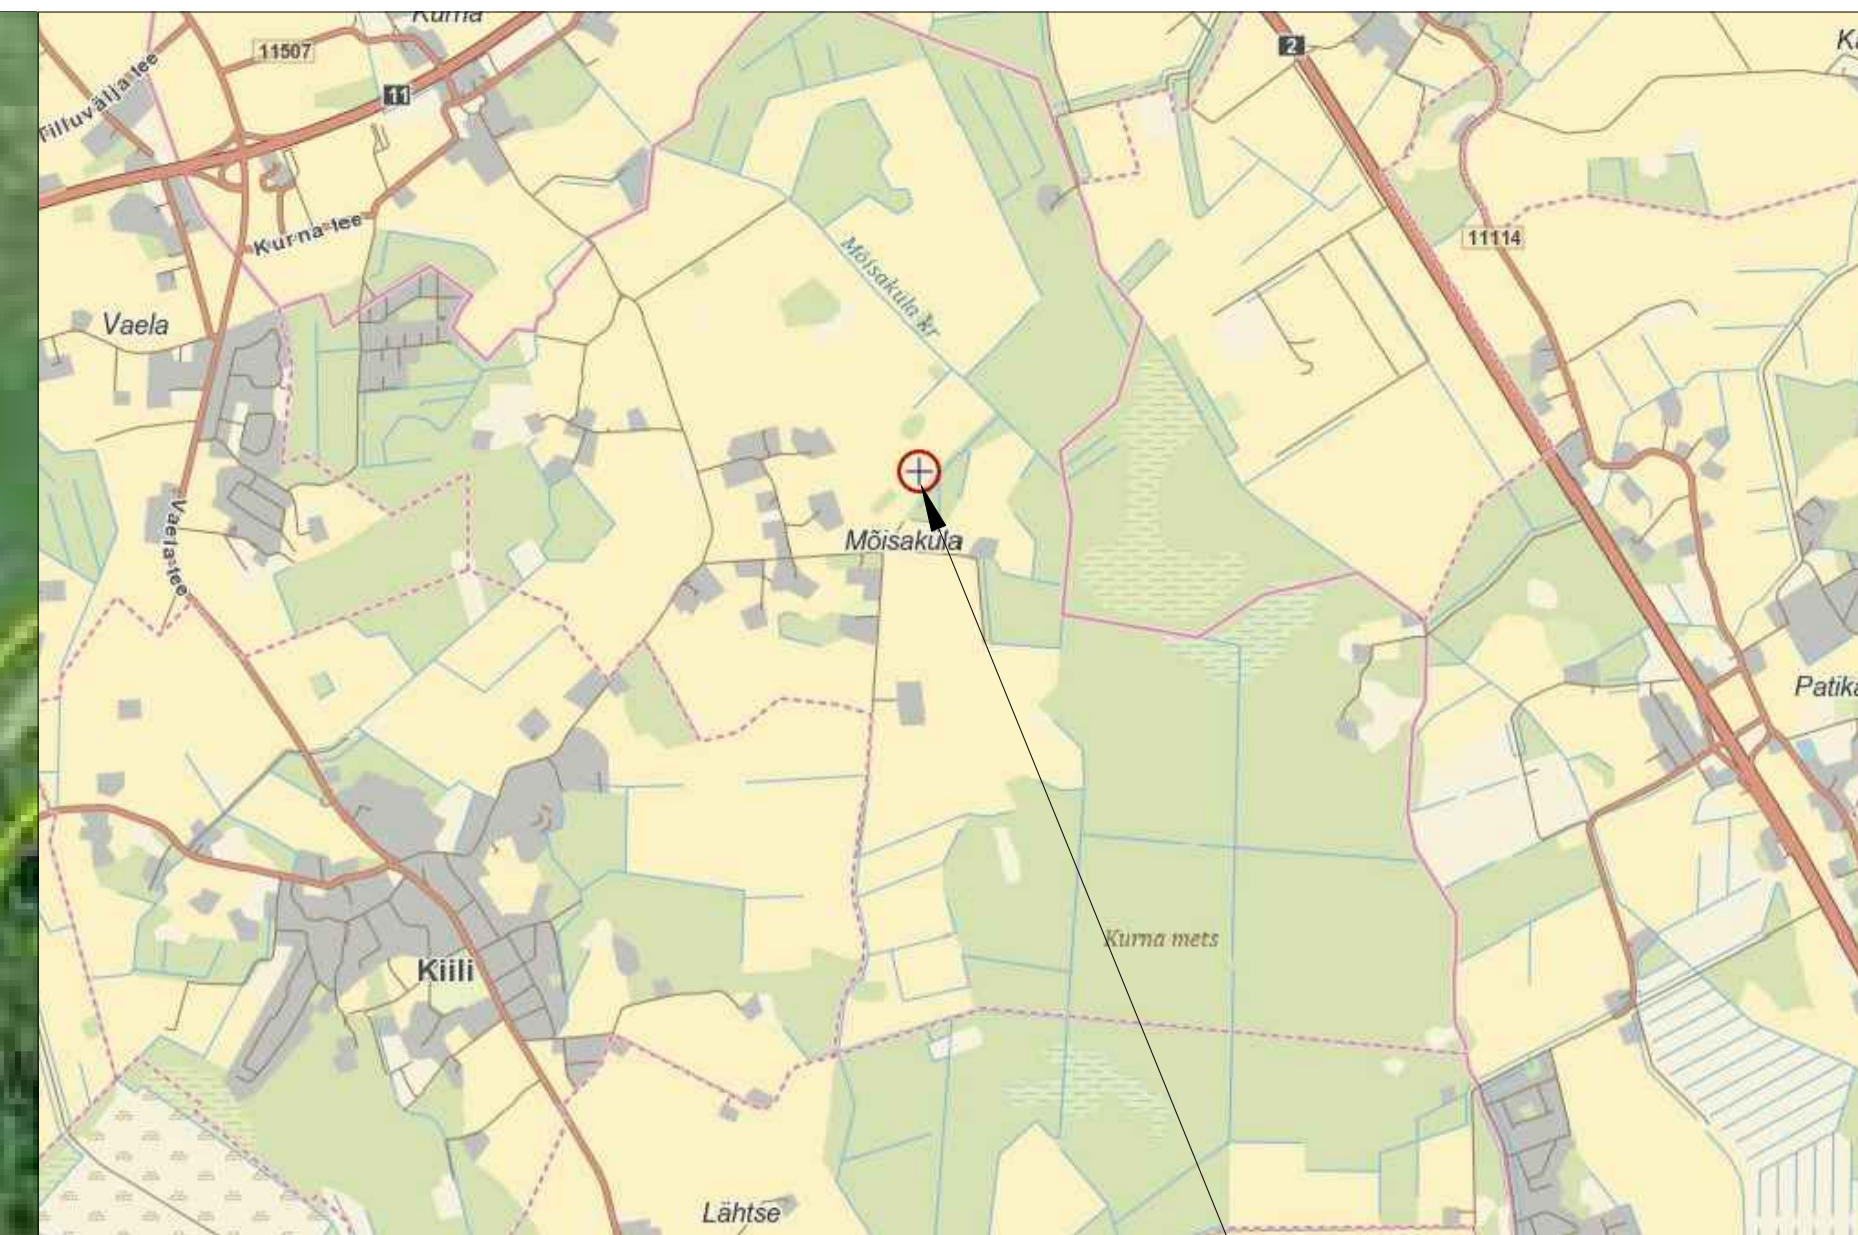 Kurna
11507
2
Tilluvälja tee
11
Kurna tee
11114
Mõisaküla kr
Vaela
Vaela tee
Mõisaküla
Kurna mets
Kiili
Lähtse